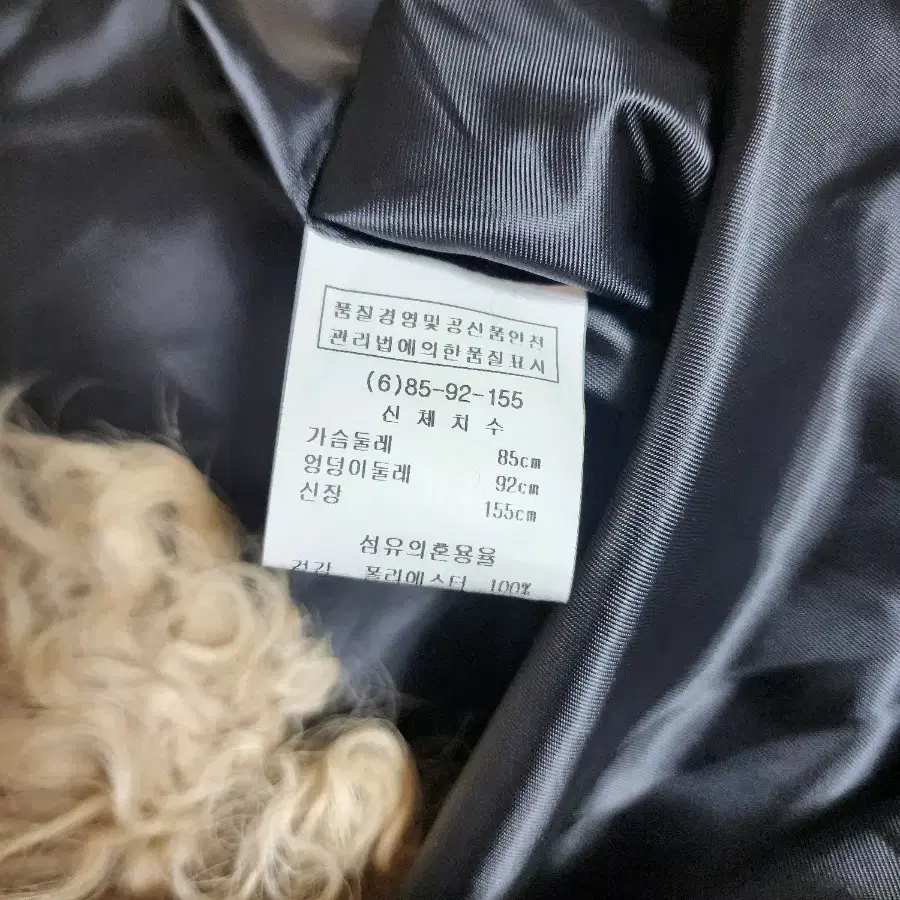 품질경영및공산품안전
관리법에의한품질표시
(6)85-92-155
신체치수
가슴둘레 85cm
엉덩이둘레 92cm
신장 155cm
섬유의혼용율
겉감 폴리에스터 100%